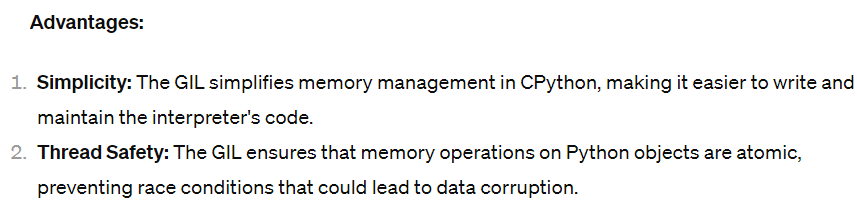 Advantages:
1. Simplicity: The GIL simplifies memory management in CPython, making it easier to write and
maintain the interpreter's code.
2. Thread Safety: The GIL ensures that memory operations on Python objects are atomic,
preventing race conditions that could lead to data corruption.